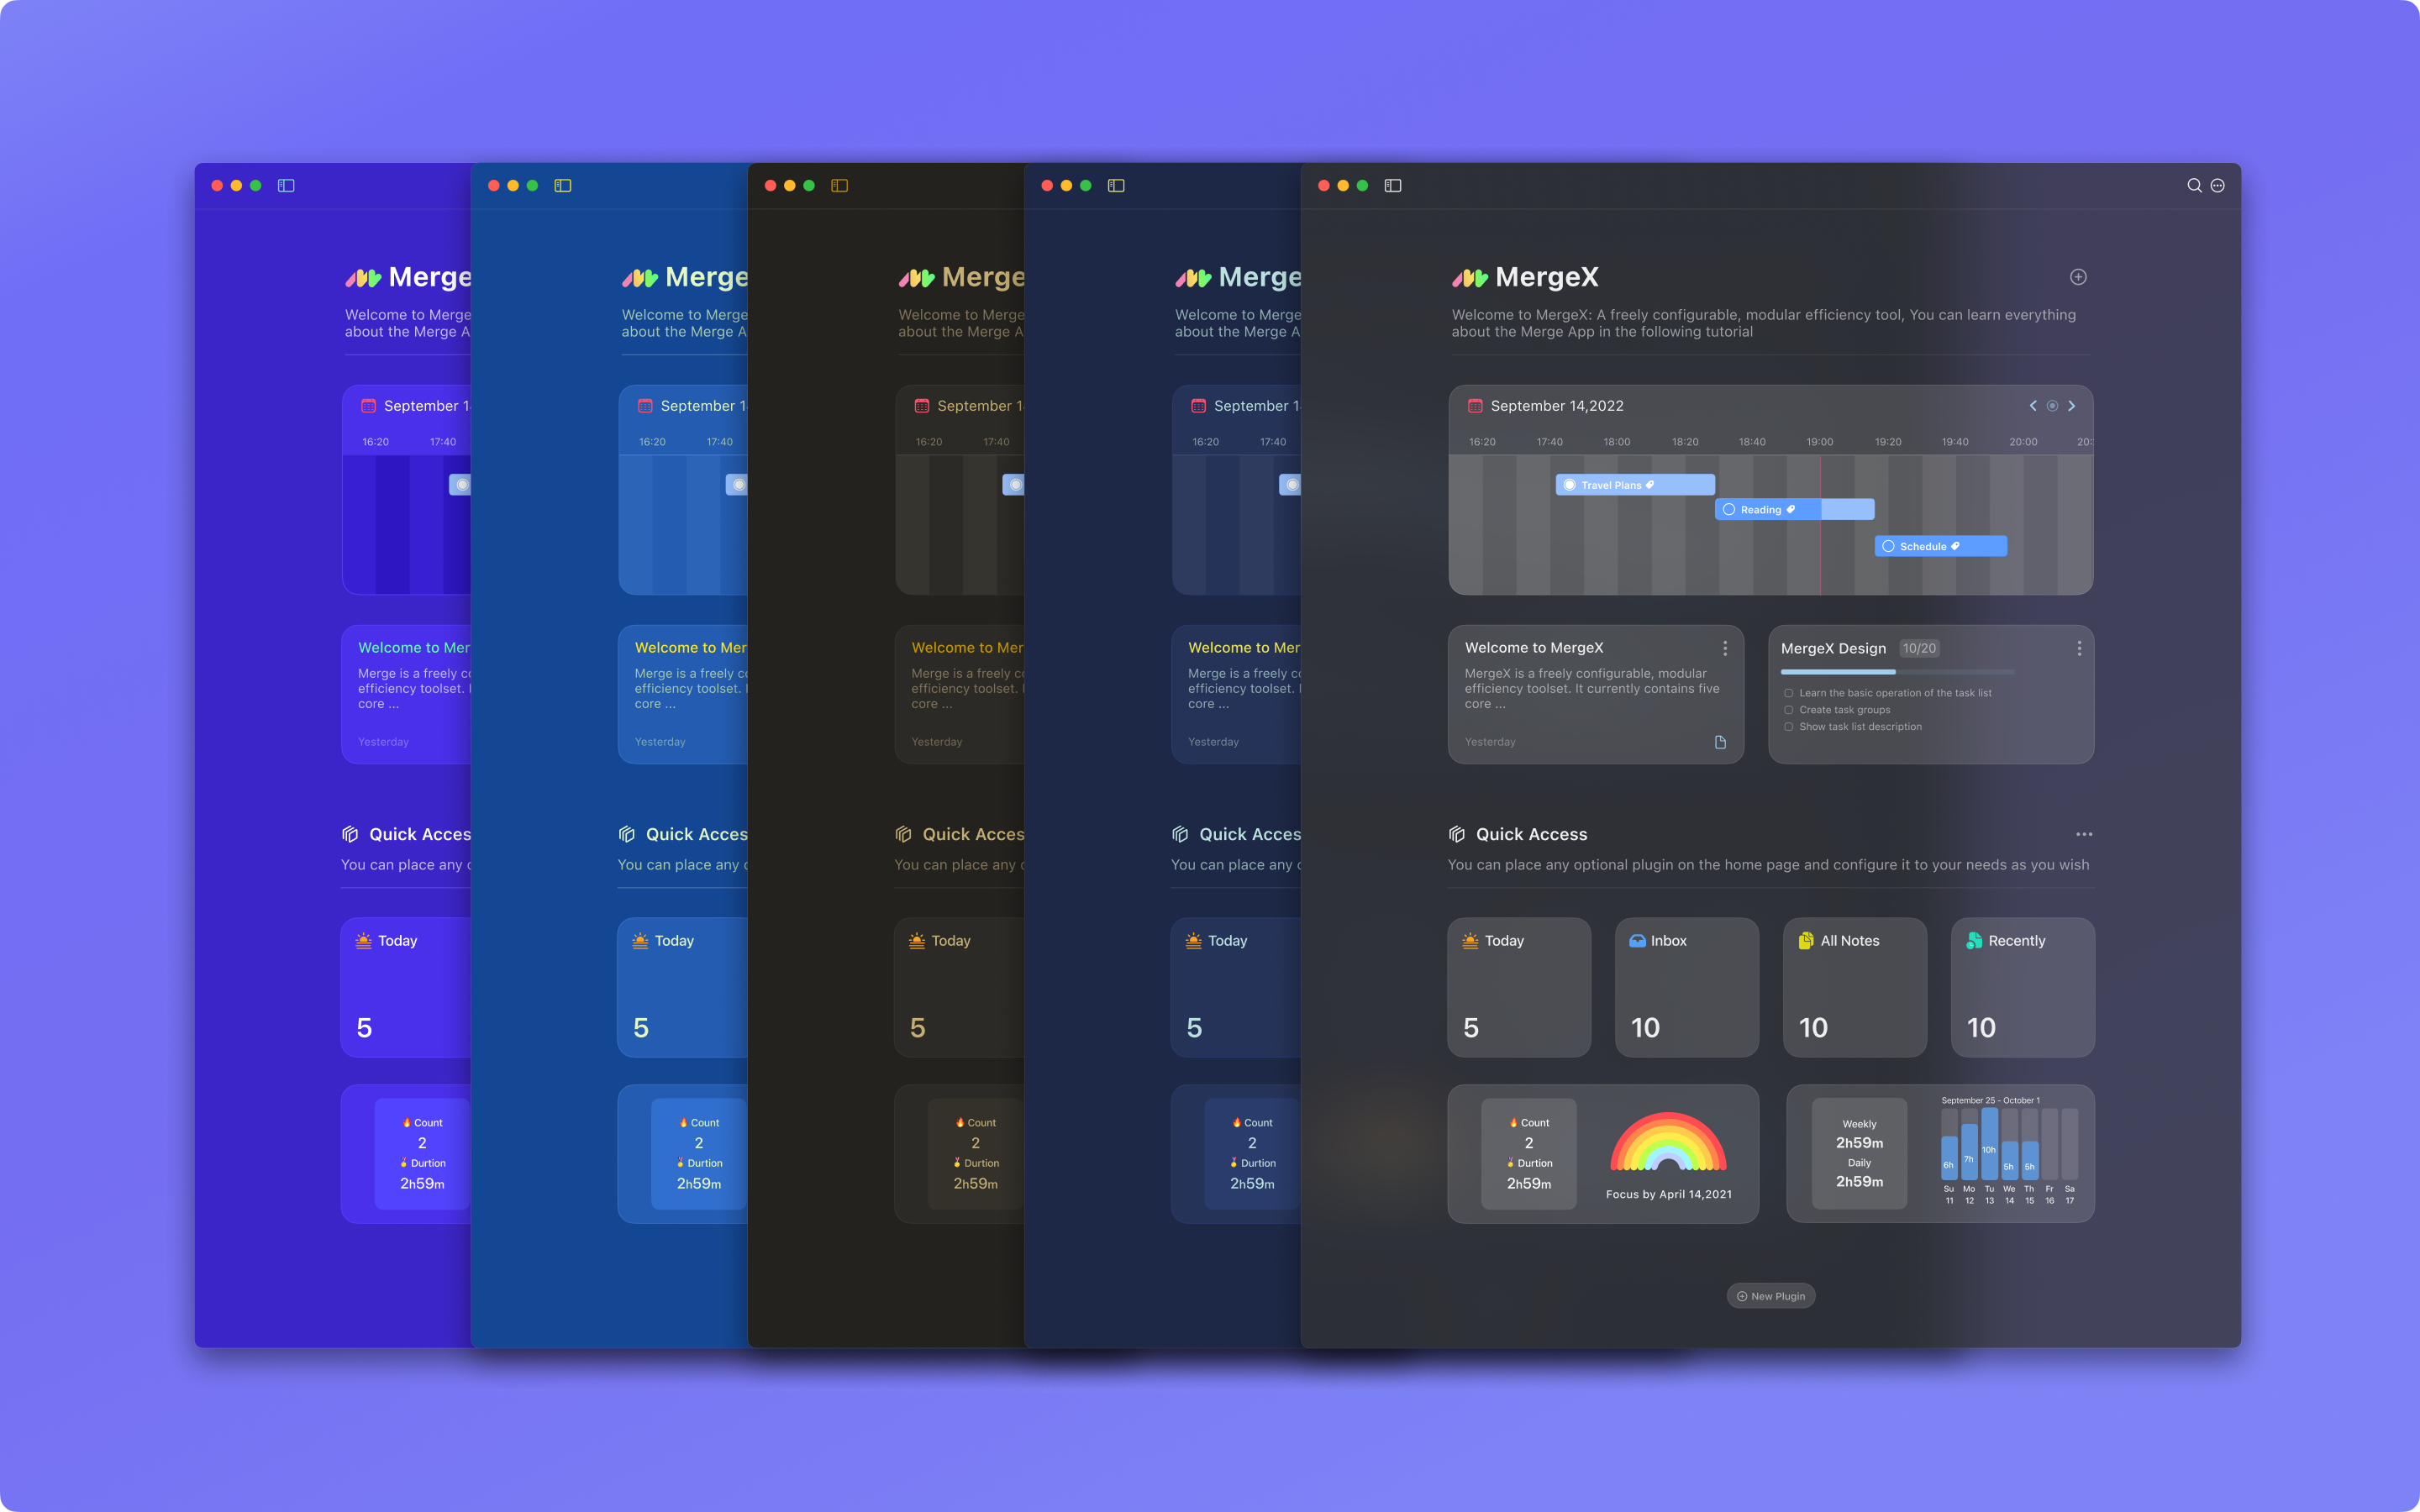 Merge
Welcome to Merge
about the Merge A
September 1
16:20 17:40
Welcome to Mer
Merge is a freely co
efficiency toolset. I
core ...
Yesterday
Quick Acces
You can place any c
Today
5
Count
2
Durtion
2h59m
Merge
Welcome to Merge
about the Merge A
September 1
16:20 17:40
Welcome to Mer
Merge is a freely co
efficiency toolset. I
core ...
Yesterday
Quick Acces
You can place any c
Today
5
Count
2
Durtion
2h59m
Merge
Welcome to Merge
about the Merge A
September 1
16:20 17:40
Welcome to Mer
Merge is a freely co
efficiency toolset. I
core ...
Yesterday
Quick Acces
You can place any c
Today
5
Count
2
Durtion
2h59m
Merge
Welcome to Merge
about the Merge A
September 1
16:20 17:40
Welcome to Mer
Merge is a freely co
efficiency toolset. I
core ...
Yesterday
Quick Acces
You can place any c
Today
5
Count
2
Durtion
2h59m
MergeX
Welcome to MergeX: A freely configurable, modular efficiency tool, You can learn everything
about the Merge App in the following tutorial
September 14,2022
16:20 17:40 18:00 18:20 18:40 19:00 19:20 19:40 20:00 20:
Travel Plans
Reading
Schedule
Welcome to MergeX
MergeX is a freely configurable, modular
efficiency toolset. It currently contains five
core ...
Yesterday
MergeX Design 10/20
Learn the basic operation of the task list
Create task groups
Show task list description
Quick Access
You can place any optional plugin on the home page and configure it to your needs as you wish
Today
5
Inbox
10
All Notes
10
Recently
10
Count
2
Durtion
2h59m
Focus by April 14,2021
Weekly
2h59m
Daily
2h59m
September 25 - October 1
6h 7h 10h 5h 5h
Su Mo Tu We Th Fr Sa
11 12 13 14 15 16 17
New Plugin